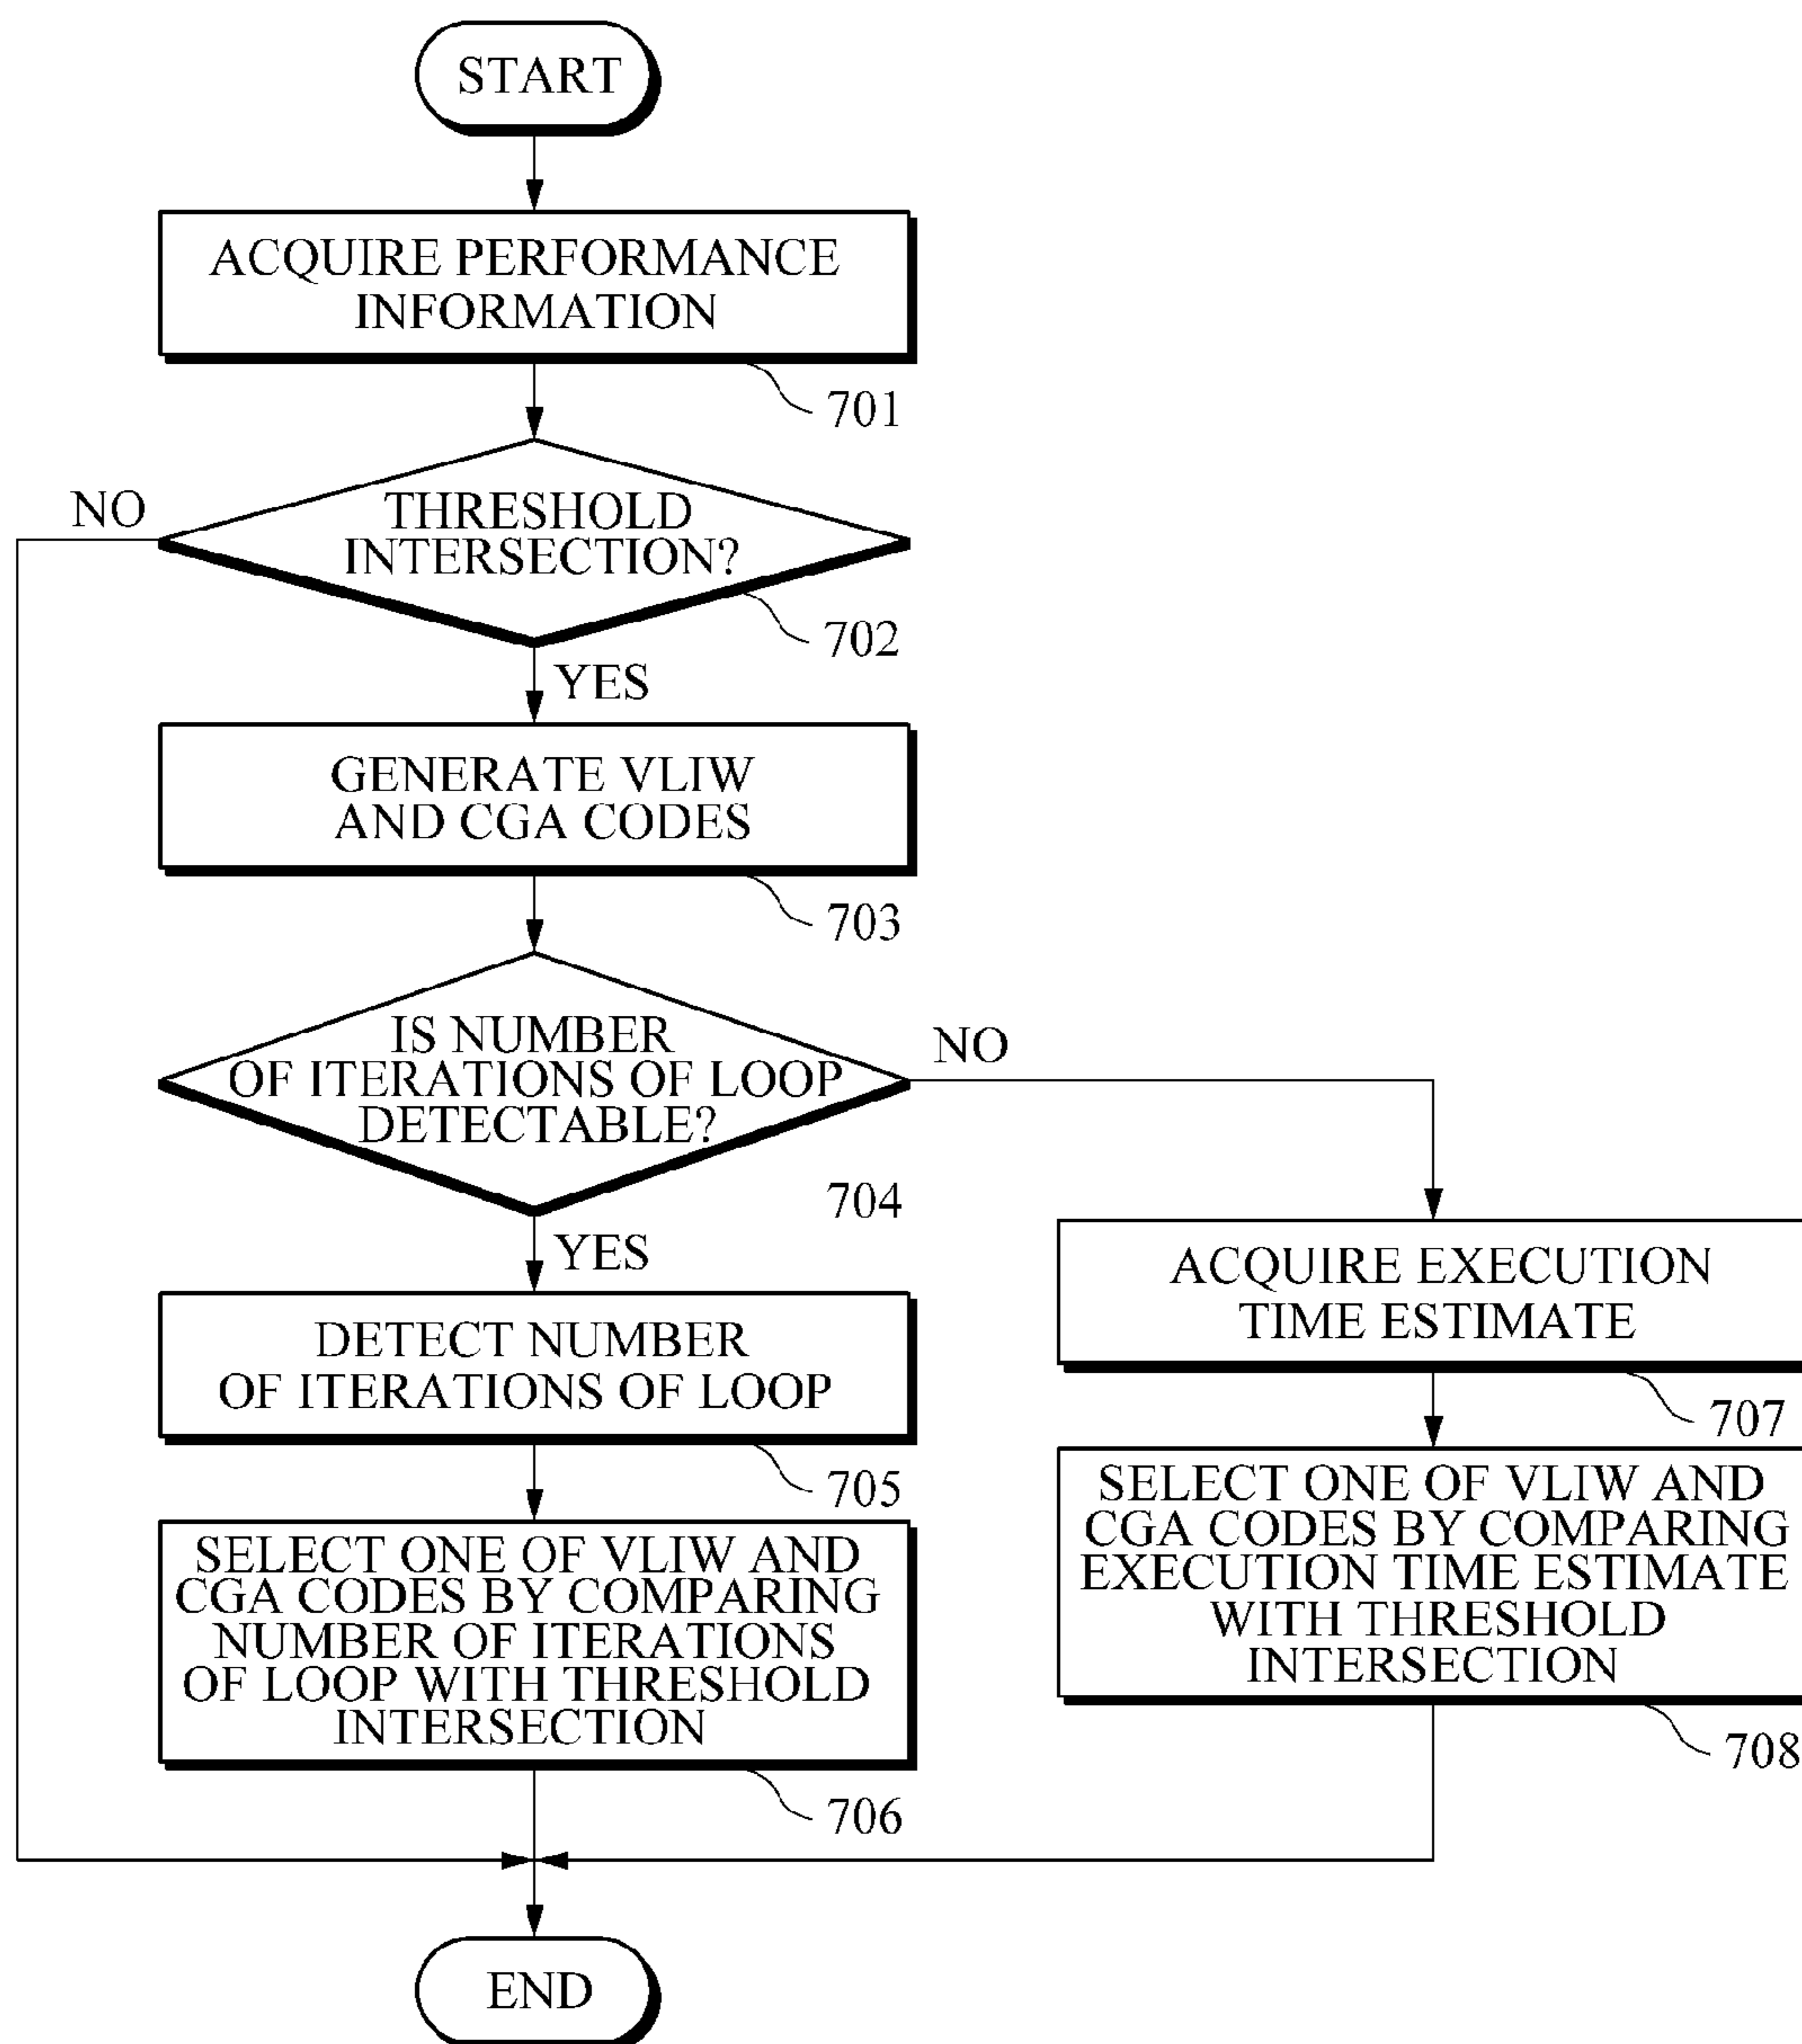 START
ACQUIRE PERFORMANCE
INFORMATION
701
THRESHOLD
INTERSECTION?
NO
702
YES
GENERATE VLIW
AND CGA CODES
703
IS NUMBER
OF ITERATIONS OF LOOP
DETECTABLE?
NO
704
YES
DETECT NUMBER
OF ITERATIONS OF LOOP
705
SELECT ONE OF VLIW AND
CGA CODES BY COMPARING
NUMBER OF ITERATIONS
OF LOOP WITH THRESHOLD
INTERSECTION
706
ACQUIRE EXECUTION
TIME ESTIMATE
707
SELECT ONE OF VLIW AND
CGA CODES BY COMPARING
EXECUTION TIME ESTIMATE
WITH THRESHOLD
INTERSECTION
708
END